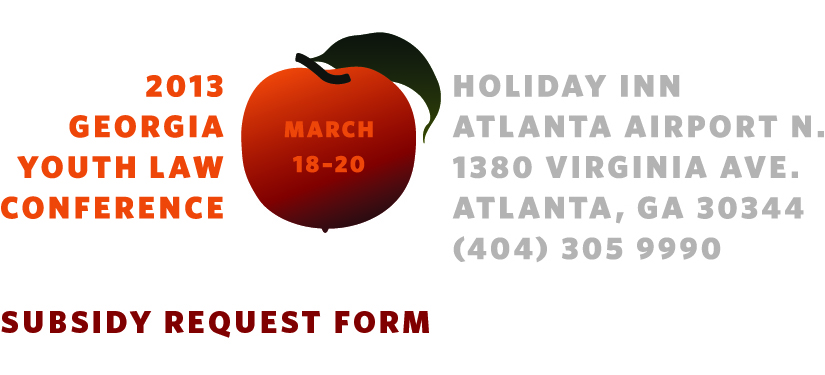 2013
GEORGIA
YOUTH LAW
CONFERENCE
MARCH
18-20
HOLIDAY INN
ATLANTA AIRPORT N.
1380 VIRGINIA AVE.
ATLANTA, GA 30344
(404) 305 9990
SUBSIDY REQUEST FORM